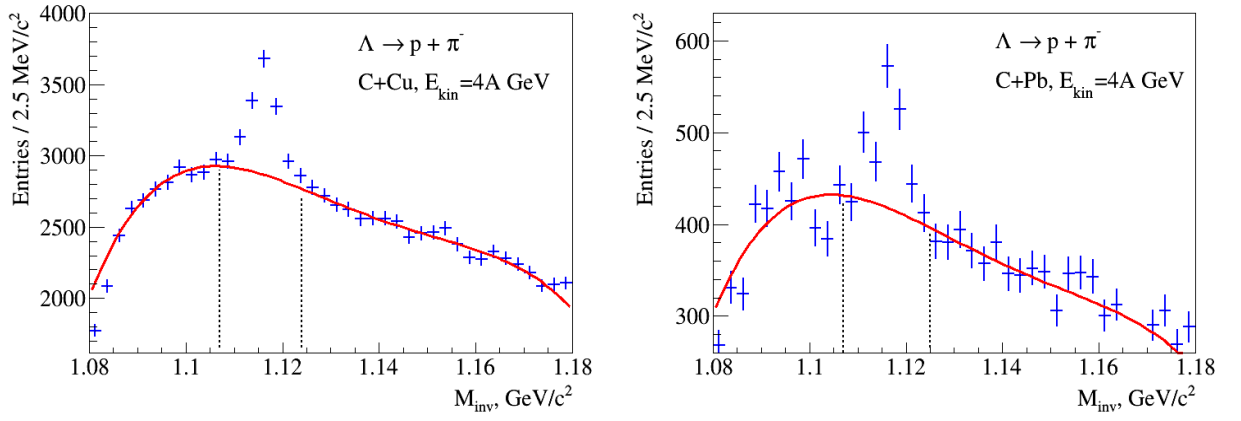 Entries / 2.5 MeV/c²
4000
3500
3000
2500
2000
Λ → p + π⁻
C+Cu, E_kin=4A GeV
1.08 1.1 1.12 1.14 1.16 1.18
M_inv, GeV/c²
Entries / 2.5 MeV/c²
600
500
400
300
Λ → p + π⁻
C+Pb, E_kin=4A GeV
1.08 1.1 1.12 1.14 1.16 1.18
M_inv, GeV/c²